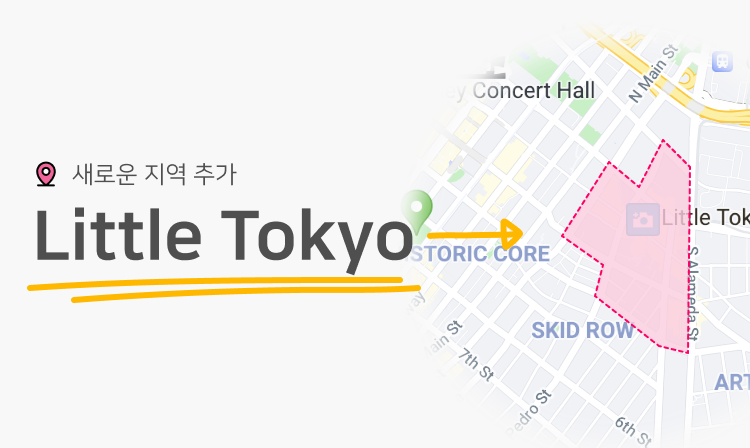 새로운 지역 추가
Little Tokyo
Concert Hall
N Main St
Little Tok
STORIC CORE
S Alameda St
SKID ROW
ain St
7th St
edro St
6th St
ART